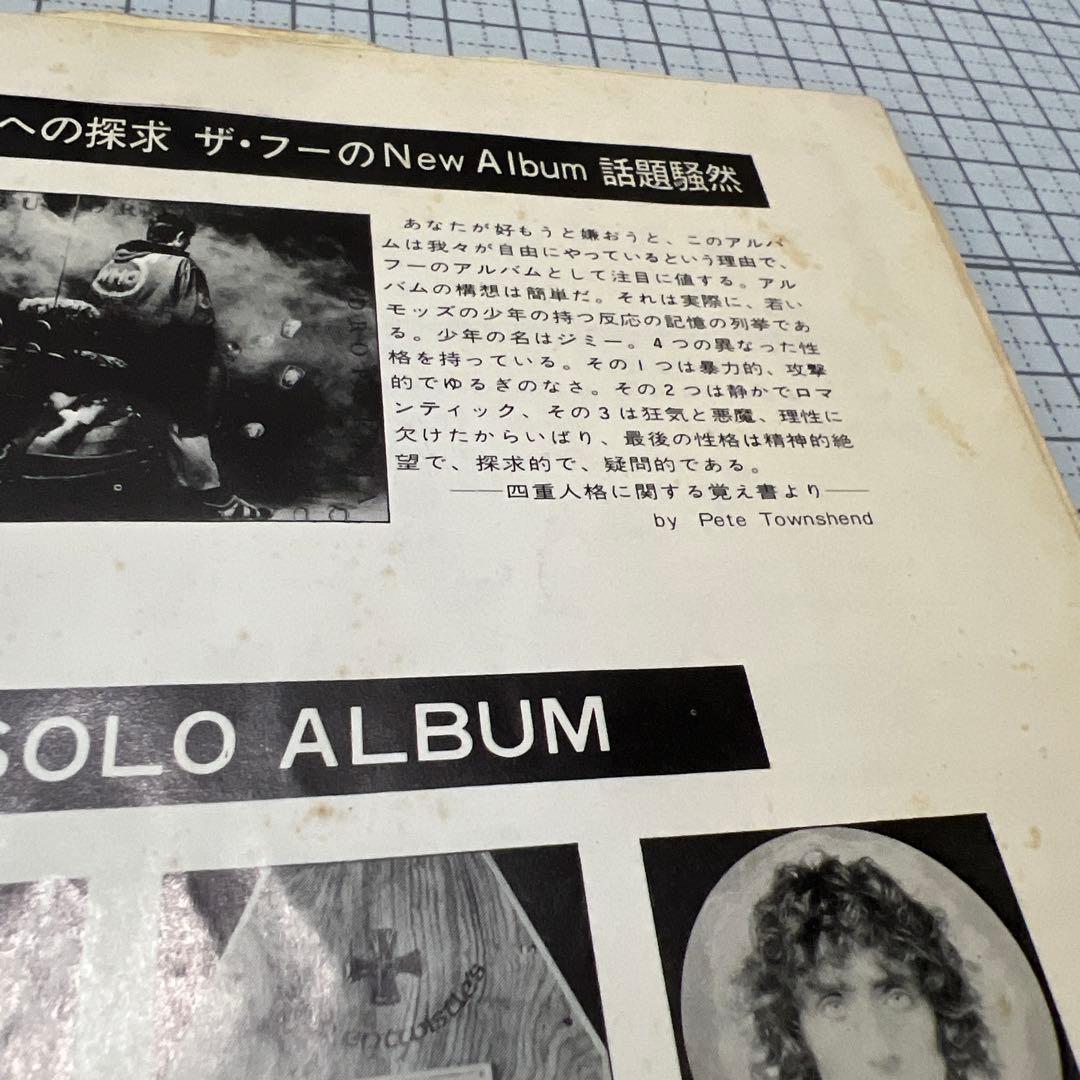 への探求 ザ・フーのNew Album 話題騒然
あなたが好もうと嫌おうと、このアルバ
ムは我々が自由にやっているという理由で、
フーのアルバムとして注目に値する。アル
バムの構想は簡単だ。それは実際に、若い
モッズの少年の持つ反応の記憶の列挙であ
る。少年の名はジミー。4つの異なった性
格を持っている。その1つは暴力的、攻撃
的でゆるぎのなさ。その2つは静かでロマ
ンティック、その3は狂気と悪魔、理性に
欠けたからいばり、最後の性格は精神的絶
望で、探求的で、疑問的である。
——四重人格に関する覚え書より——
by Pete Townshend
SOLO ALBUM
entwistles